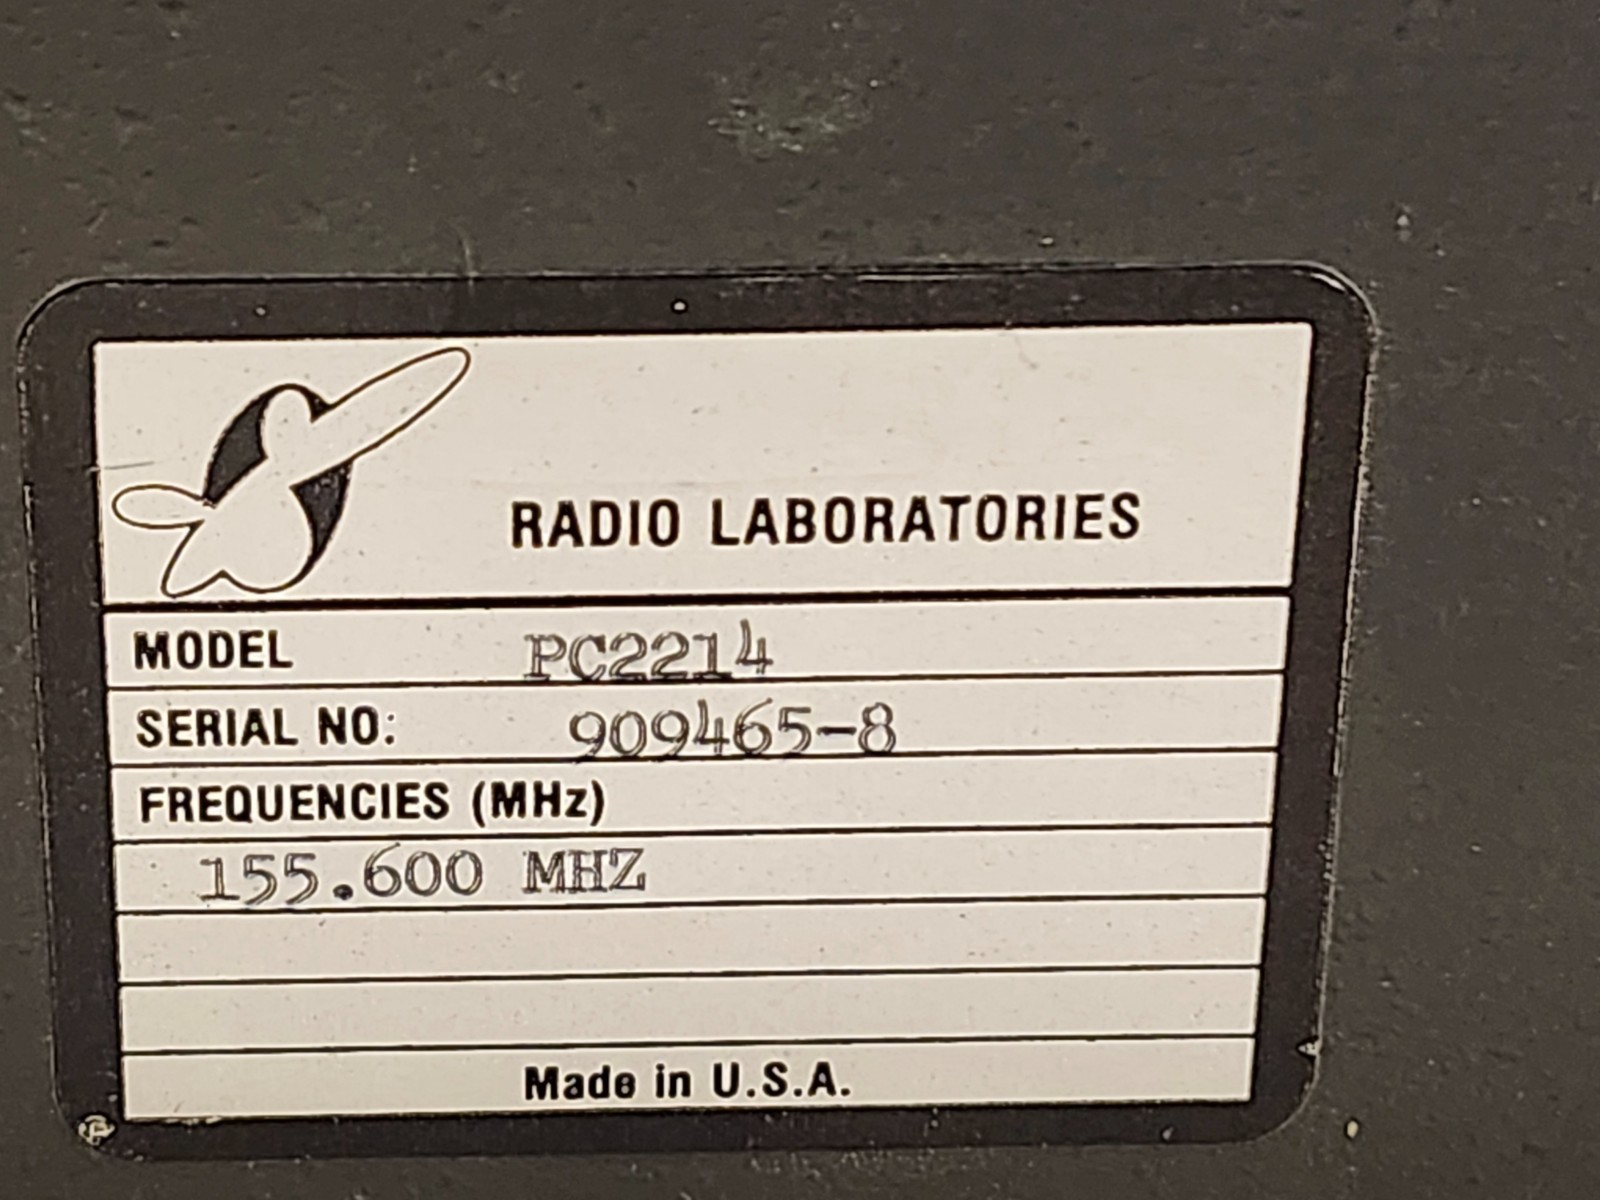 RADIO LABORATORIES
MODEL PC2214
SERIAL NO: 909465-8
FREQUENCIES (MHz)
155.600 MHZ
Made in U.S.A.